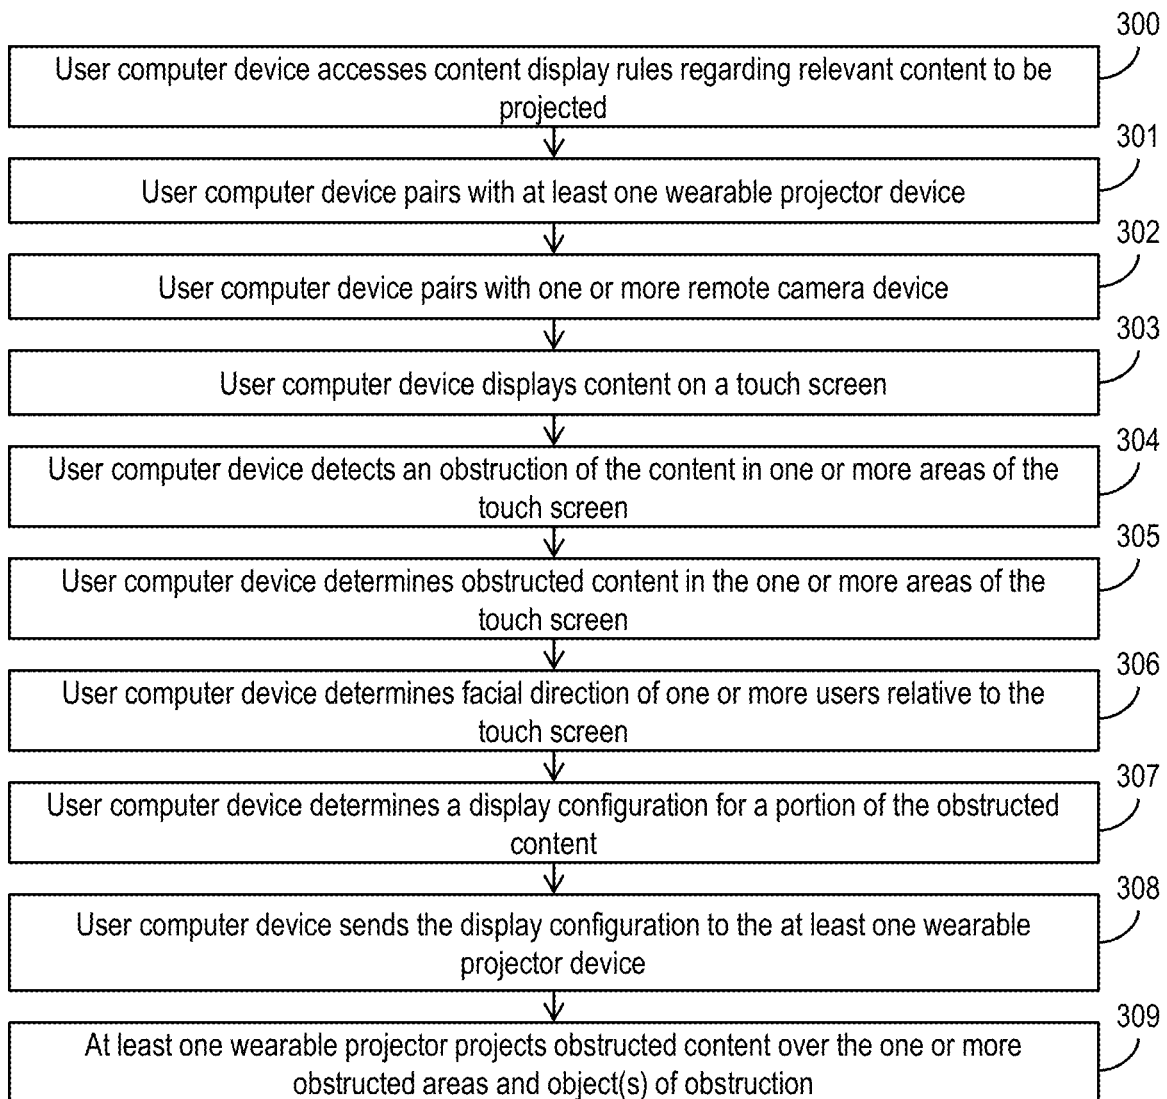 300
User computer device accesses content display rules regarding relevant content to be
projected
301
User computer device pairs with at least one wearable projector device
302
User computer device pairs with one or more remote camera device
303
User computer device displays content on a touch screen
304
User computer device detects an obstruction of the content in one or more areas of the
touch screen
305
User computer device determines obstructed content in the one or more areas of the
touch screen
306
User computer device determines facial direction of one or more users relative to the
touch screen
307
User computer device determines a display configuration for a portion of the obstructed
content
308
User computer device sends the display configuration to the at least one wearable
projector device
309
At least one wearable projector projects obstructed content over the one or more
obstructed areas and object(s) of obstruction